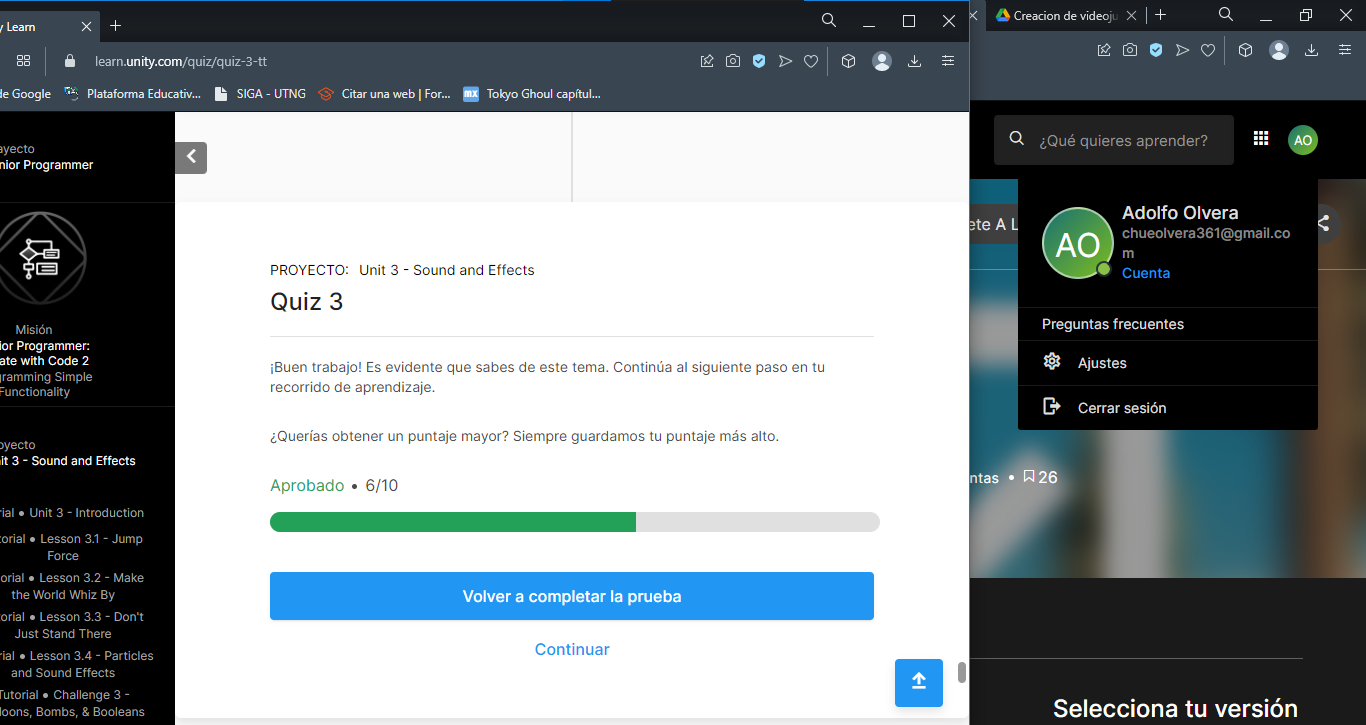 y Learn
learn.unity.com/quiz/quiz-3-tt
de Google
Plataforma Educativ...
SIGA - UTNG
Citar una web | For...
Tokyo Ghoul capítul...
ayecto
nior Programmer
Misión
ior Programmer:
ate with Code 2
gramming Simple
Functionality
oyecto
it 3 - Sound and Effects
rial • Unit 3 - Introduction
torial • Lesson 3.1 - Jump
Force
orial • Lesson 3.2 - Make
the World Whiz By
torial • Lesson 3.3 - Don't
Just Stand There
rial • Lesson 3.4 - Particles
and Sound Effects
Tutorial • Challenge 3 -
loons, Bombs, & Booleans
PROYECTO: Unit 3 - Sound and Effects
Quiz 3
¡Buen trabajo! Es evidente que sabes de este tema. Continúa al siguiente paso en tu
recorrido de aprendizaje.
¿Querías obtener un puntaje mayor? Siempre guardamos tu puntaje más alto.
Aprobado • 6/10
Volver a completar la prueba
Continuar
Creacion de videoju
¿Qué quieres aprender?
AO
ete A L
AO
Adolfo Olvera
chueolvera361@gmail.co
m
Cuenta
Preguntas frecuentes
Ajustes
Cerrar sesión
ntas • 26
Selecciona tu versión